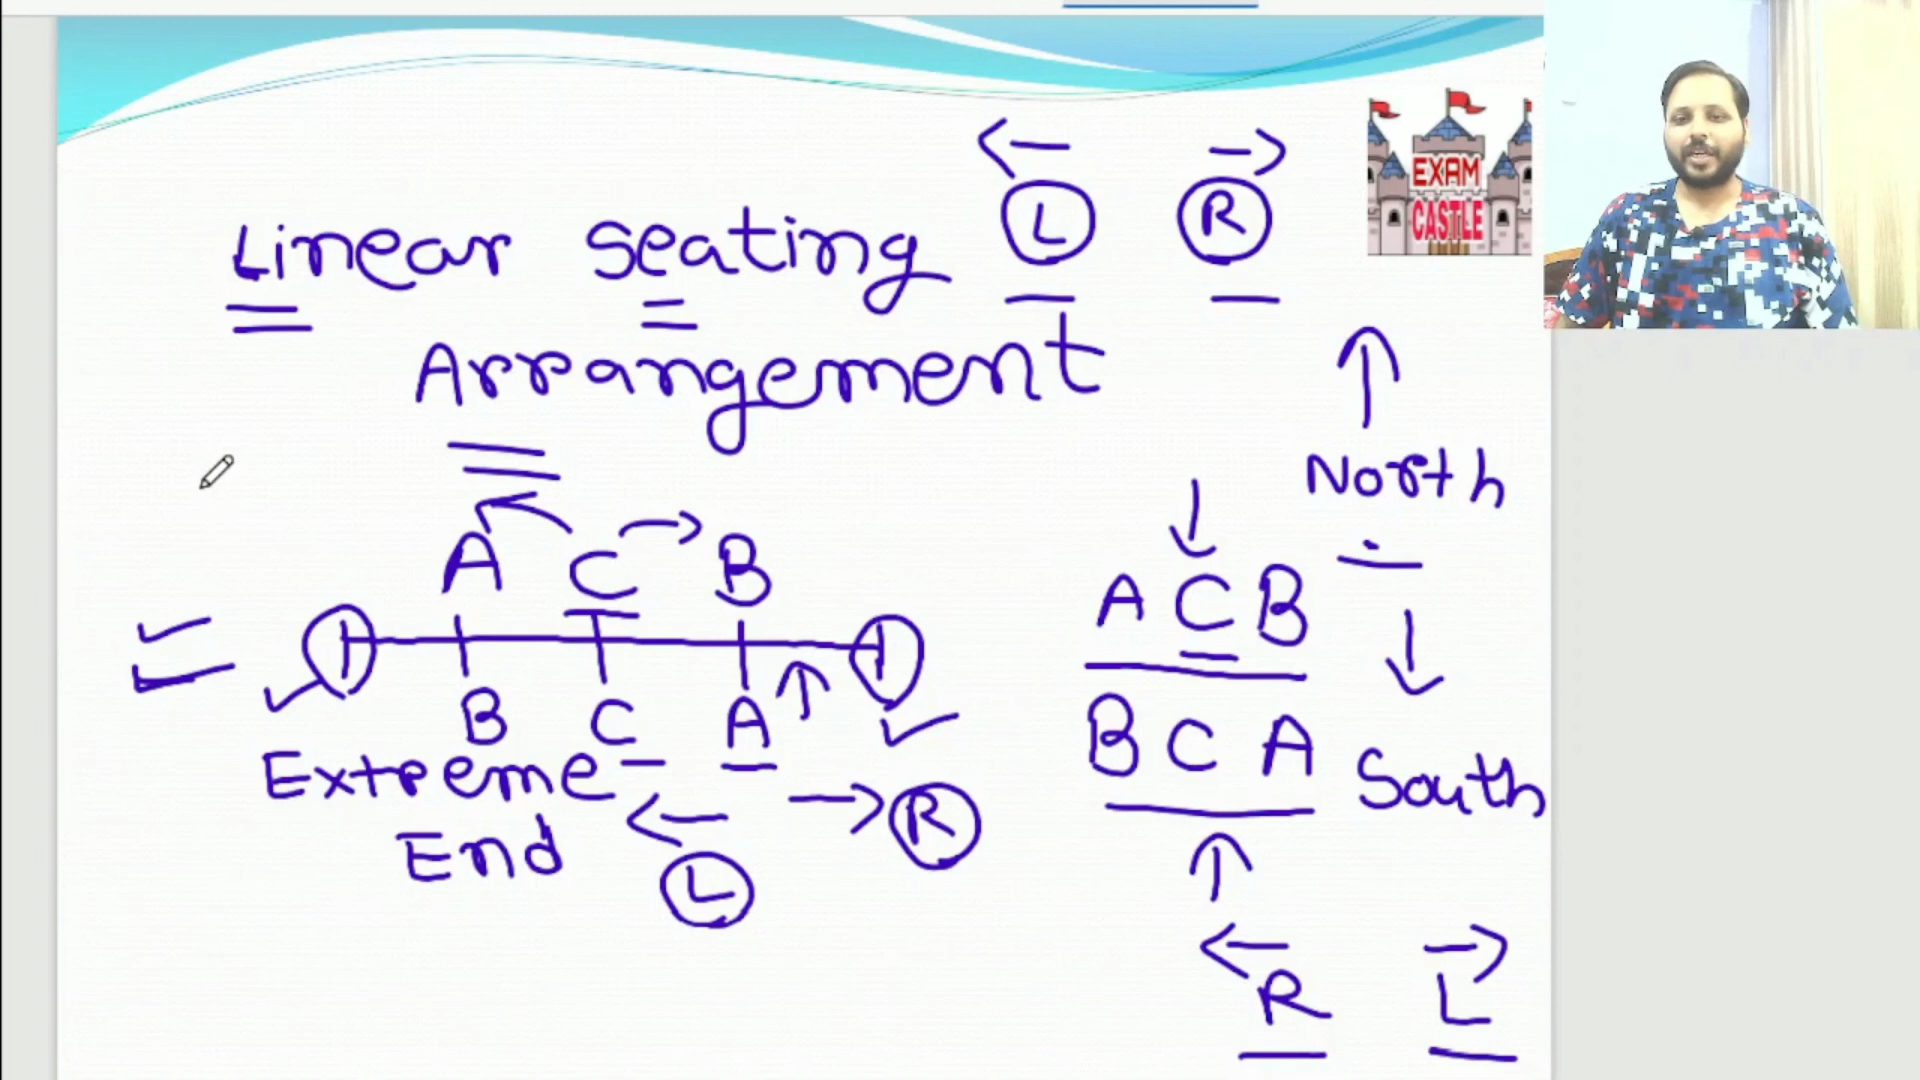 L R
EXAM
CASTLE
Linear Seating
Arrangement
North
A C B
A C B
B C A
B C A
South
Extreme
End
L R
R L